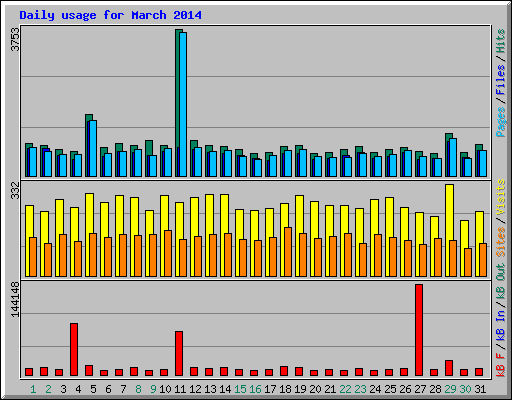 Daily usage for March 2014
3753
Pages / Files / Hits
332
Sites / Visits
144148
kB F / kB In / kB Out
1 2 3 4 5 6 7 8 9 10 11 12 13 14 15 16 17 18 19 20 21 22 23 24 25 26 27 28 29 30 31